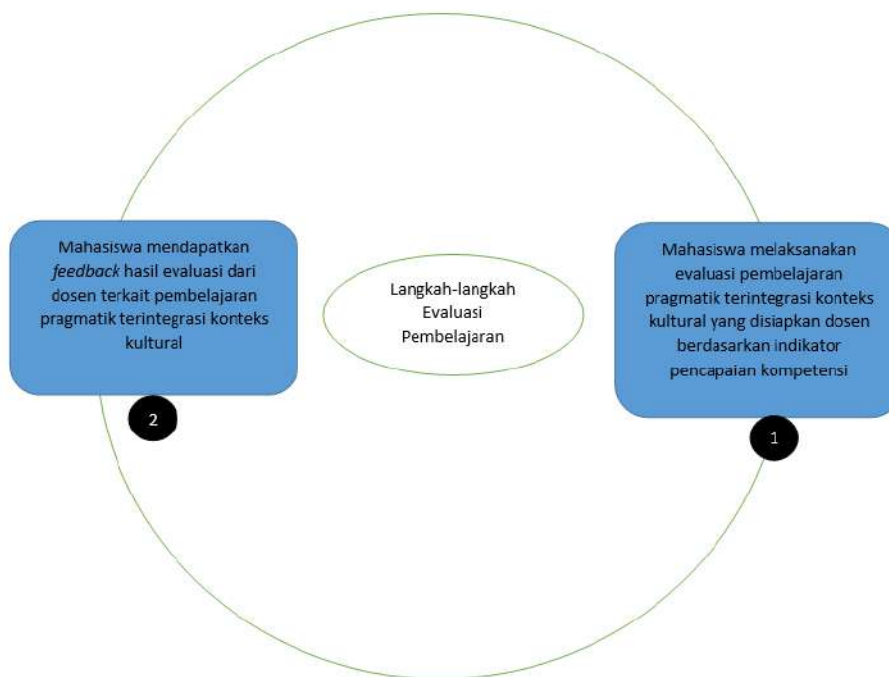 Mahasiswa mendapatkan
feedback hasil evaluasi dari
dosen terkait pembelajaran
pragmatik terintegrasi konteks
kultural
2
Langkah-langkah
Evaluasi
Pembelajaran
Mahasiswa melaksanakan
evaluasi pembelajaran
pragmatik terintegrasi konteks
kultural yang disiapkan dosen
berdasarkan indikator
pencapaian kompetensi
1